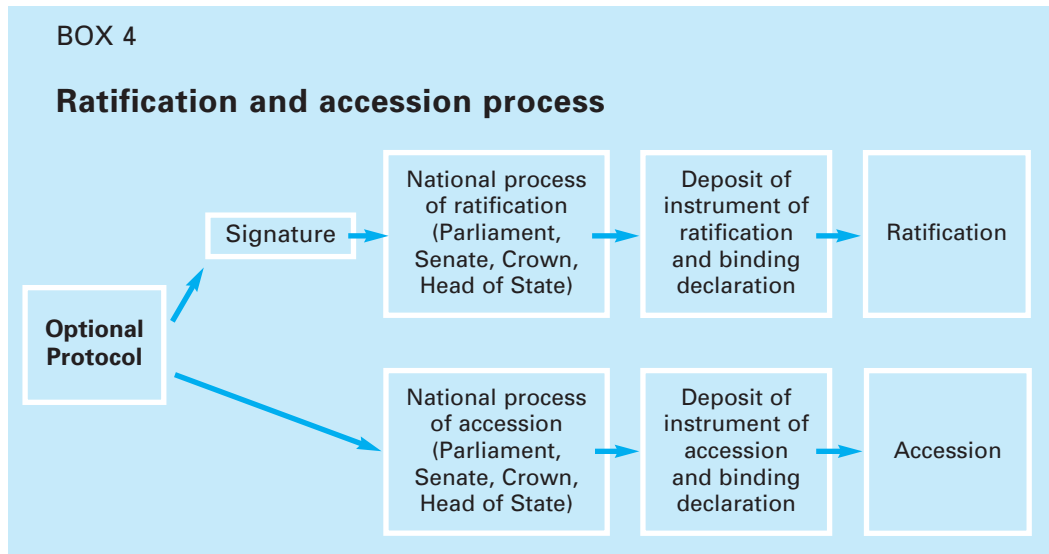 BOX 4
Ratification and accession process
Optional
Protocol
Signature
National process
of ratification
(Parliament,
Senate, Crown,
Head of State)
Deposit of
instrument of
ratification
and binding
declaration
Ratification
National process
of accession
(Parliament,
Senate, Crown,
Head of State)
Deposit of
instrument of
accession
and binding
declaration
Accession